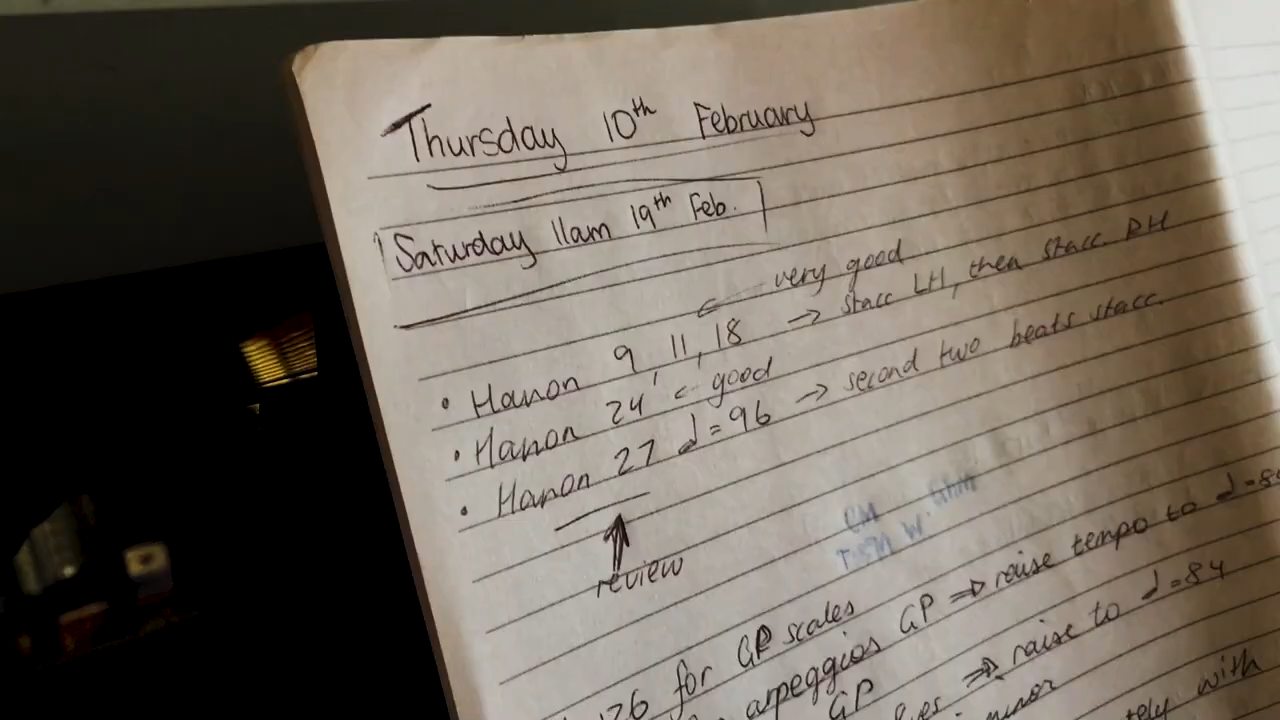 Thursday 10th February
Saturday 11am 19th Feb.
← very good
• Hanon 9, 11, 18 → stacc LH, then stacc. RH
• Hanon 24 ← good
• Hanon 27 𝅗𝅥 = 96 → second two beats stacc.
review
126 for GP scales
arpeggios GP ⇒ raise tempo to 𝅗𝅥 =
GP ⇒ raise to 𝅗𝅥 = 84
minor
with